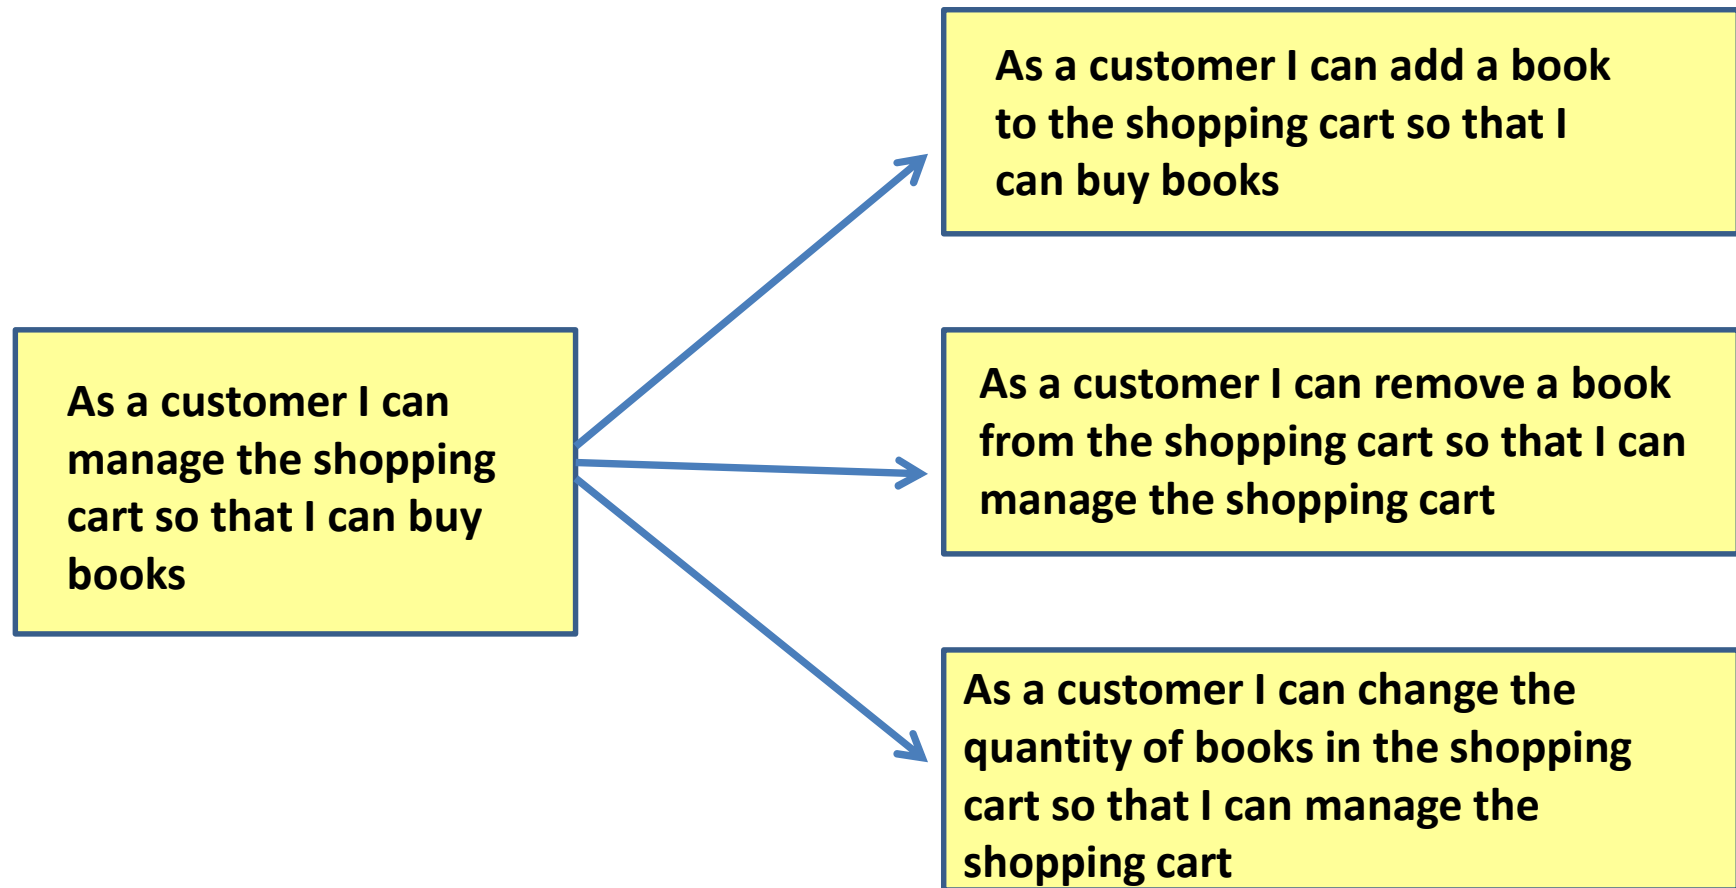 As a customer I can add a book
to the shopping cart so that I
can buy books
As a customer I can
manage the shopping
cart so that I can buy
books
As a customer I can remove a book
from the shopping cart so that I can
manage the shopping cart
As a customer I can change the
quantity of books in the shopping
cart so that I can manage the
shopping cart